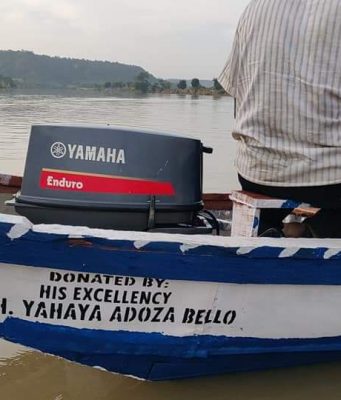 YAMAHA
Enduro
DONATED BY:
HIS EXCELLENCY
H. YAHAYA ADOZA BELLO